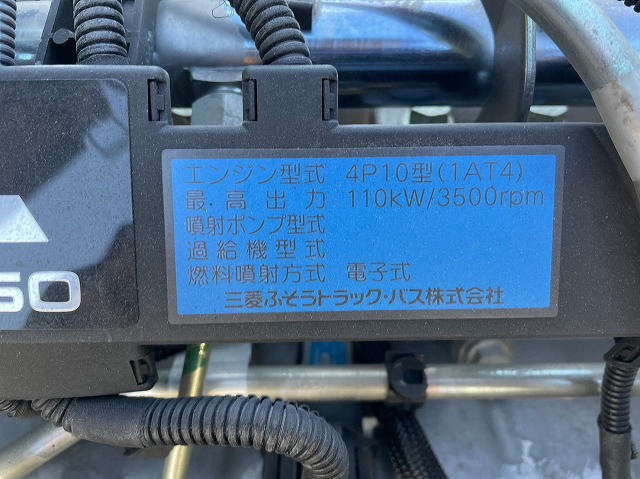 エンジン型式 4P10型(1AT4)
最高出力 110kW/3500rpm
噴射ポンプ型式
過給機型式
燃料噴射方式 電子式
三菱ふそうトラック・バス株式会社